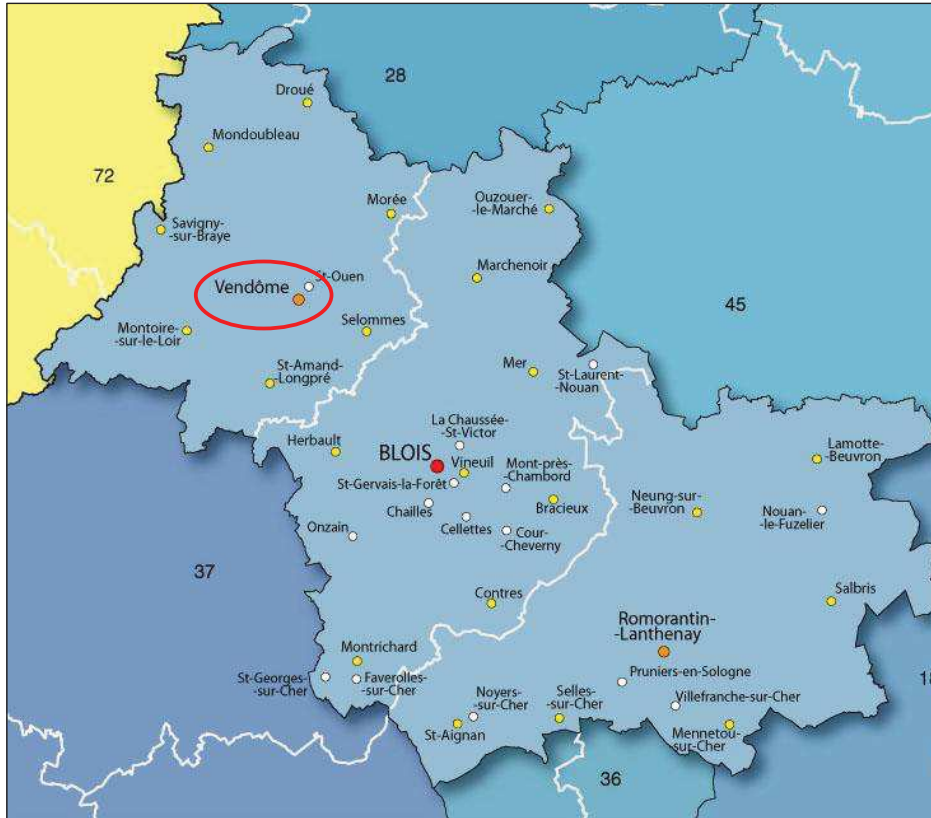 28
Droué
Mondoubleau
72
Morée
Ouzouer-
-le-Marché
Savigny-
-sur-Braye
Marchenoir
St-Ouen
Vendôme
45
Montoire-
-sur-le-Loir
Selommes
St-Amand-
-Longpré
Mer
St-Laurent-
-Nouan
La Chaussée-
-St-Victor
Herbault
BLOIS
Vineuil
Mont-près-
-Chambord
Lamotte-
-Beuvron
St-Gervais-la-Forêt
Neung-sur-
-Beuvron
Chailles
Bracieux
Nouan-
-le-Fuzelier
Onzain
Cellettes
Cour-
-Cheverny
37
Contres
Salbris
Romorantin-
-Lanthenay
Montrichard
St-Georges-
-sur-Cher
Faverolles-
-sur-Cher
Pruniers-en-Sologne
18
Noyers-
-sur-Cher
Selles-
-sur-Cher
Villefranche-sur-Cher
St-Aignan
Mennetou-
-sur-Cher
36